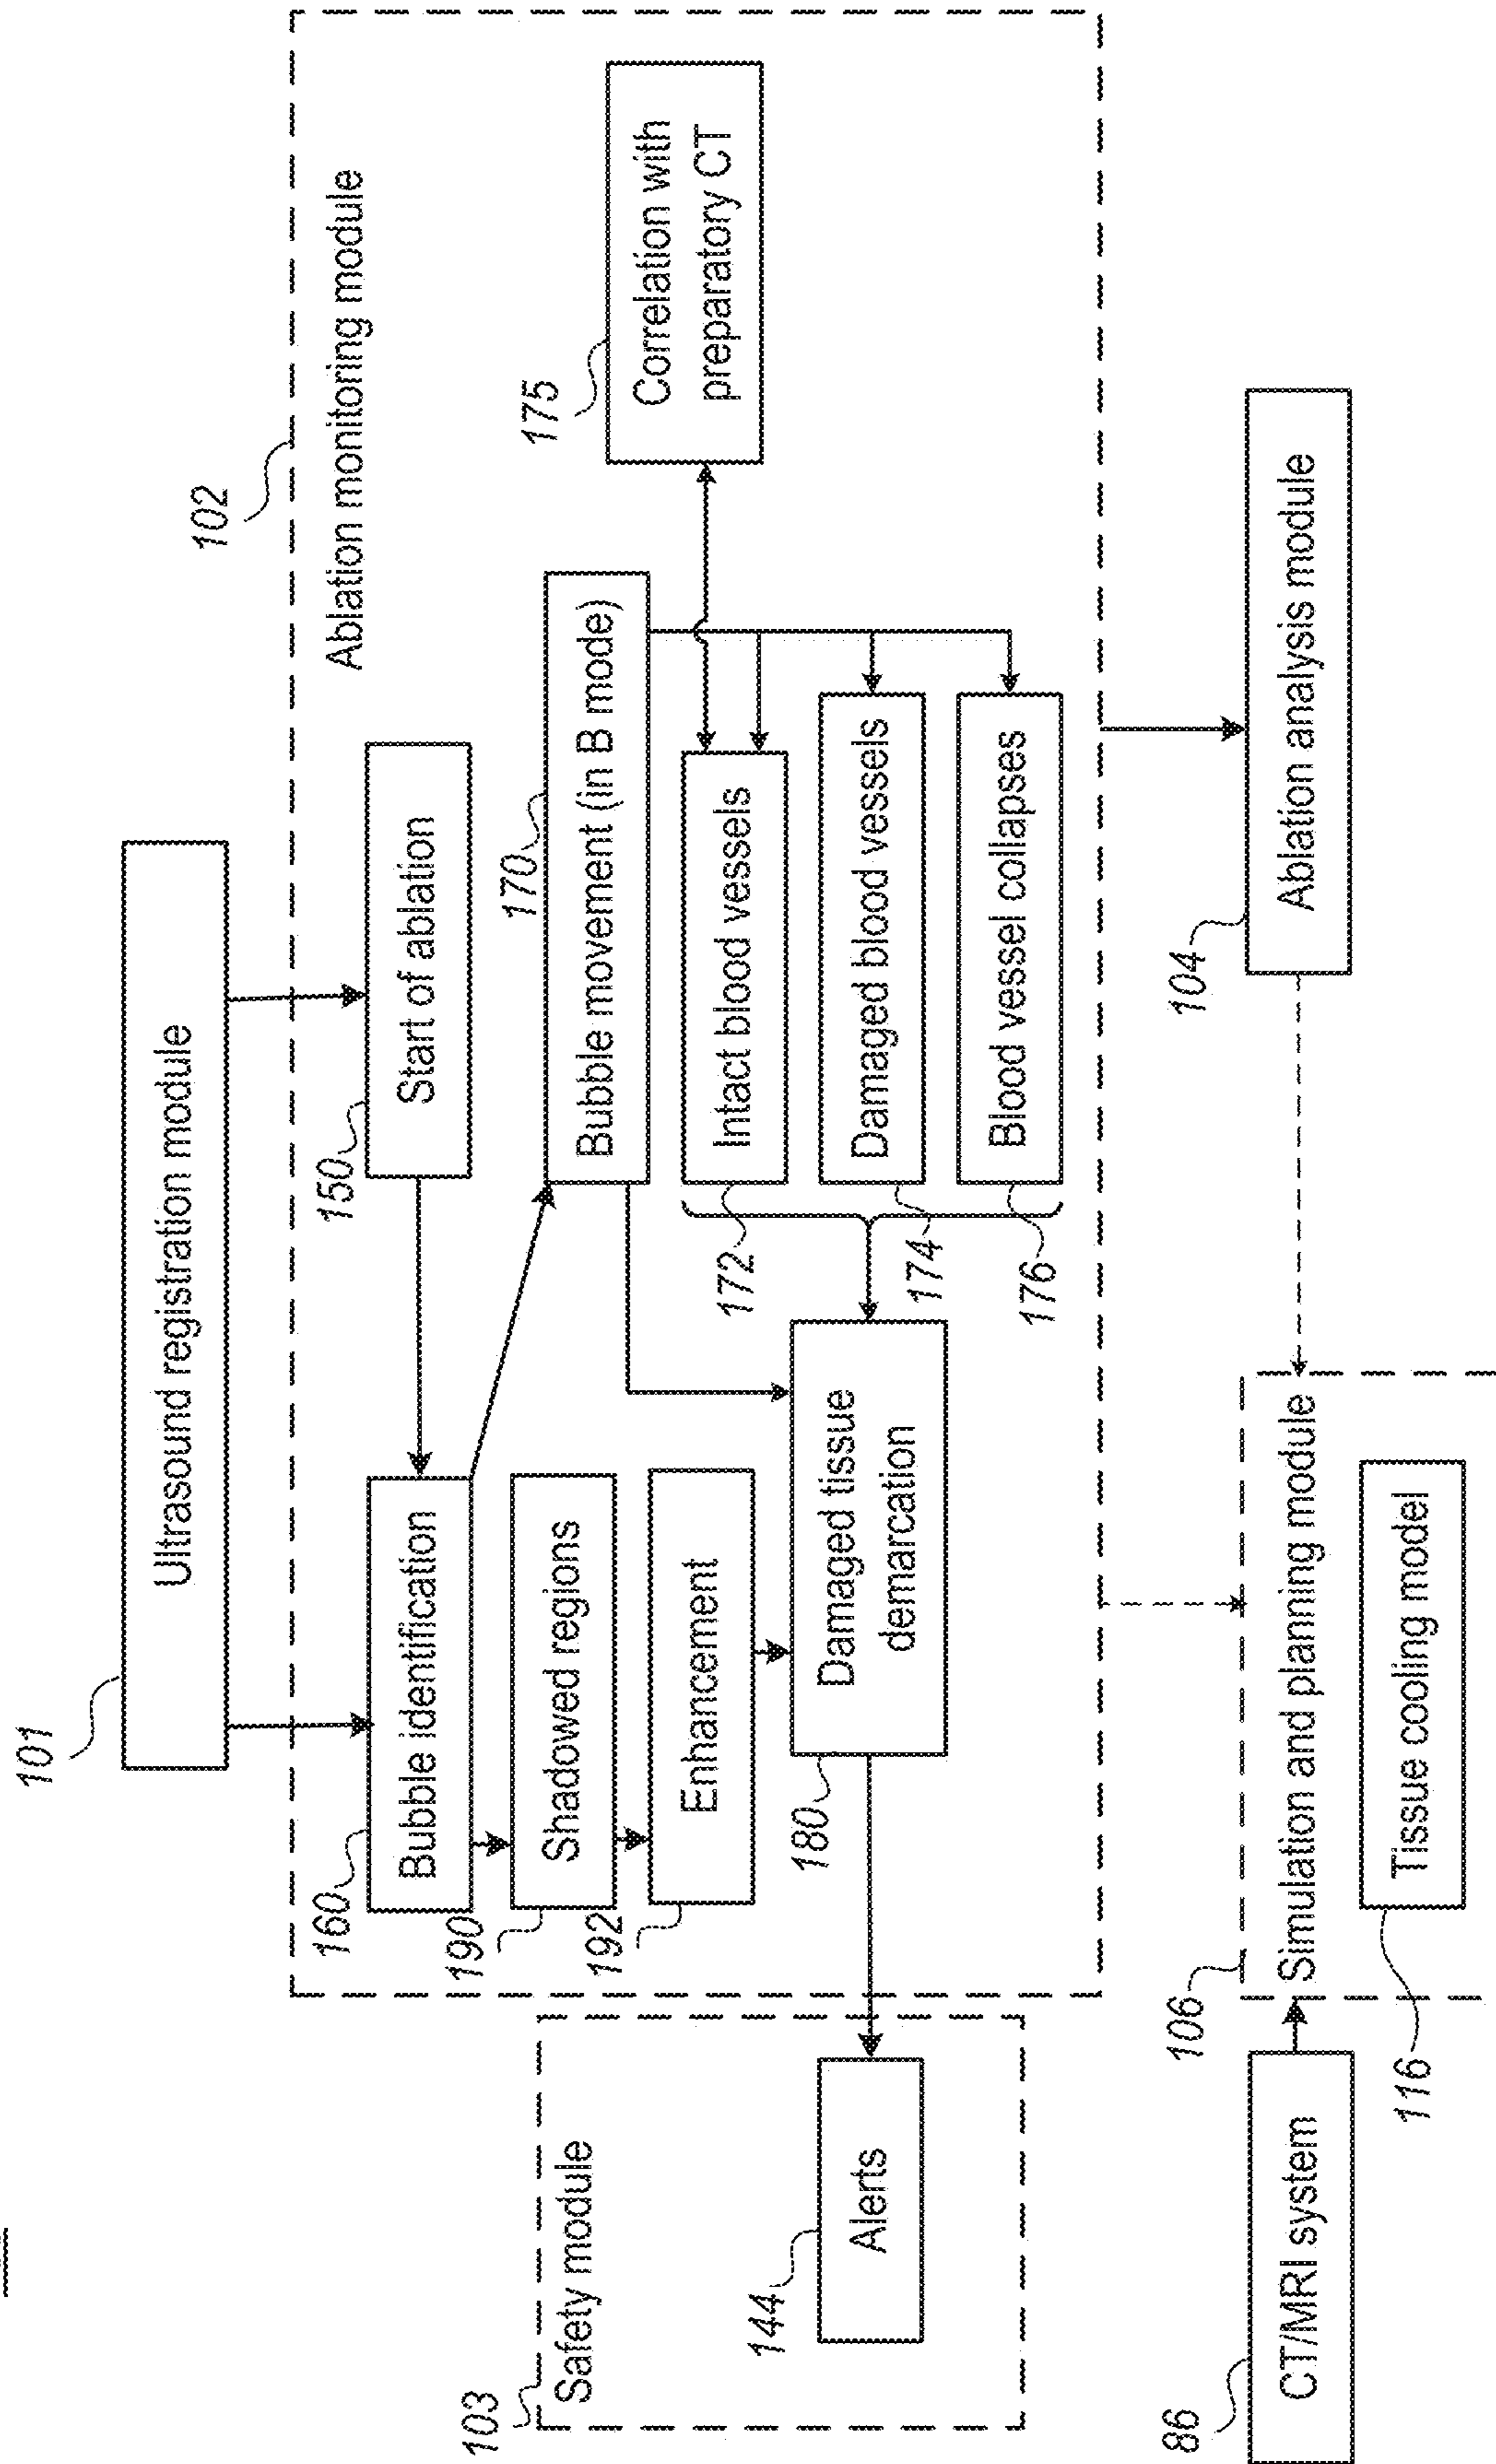 101
Ultrasound registration module
102
Ablation monitoring module
150
Start of ablation
160
Bubble identification
170
Bubble movement (in B mode)
175
Correlation with
preparatory CT
190
Shadowed regions
192
Enhancement
172
Intact blood vessels
174
Damaged blood vessels
176
Blood vessel collapses
180
Damaged tissue
demarcation
103
Safety module
144
Alerts
104
Ablation analysis module
106
Simulation and planning module
116
Tissue cooling model
86
CT/MRI system